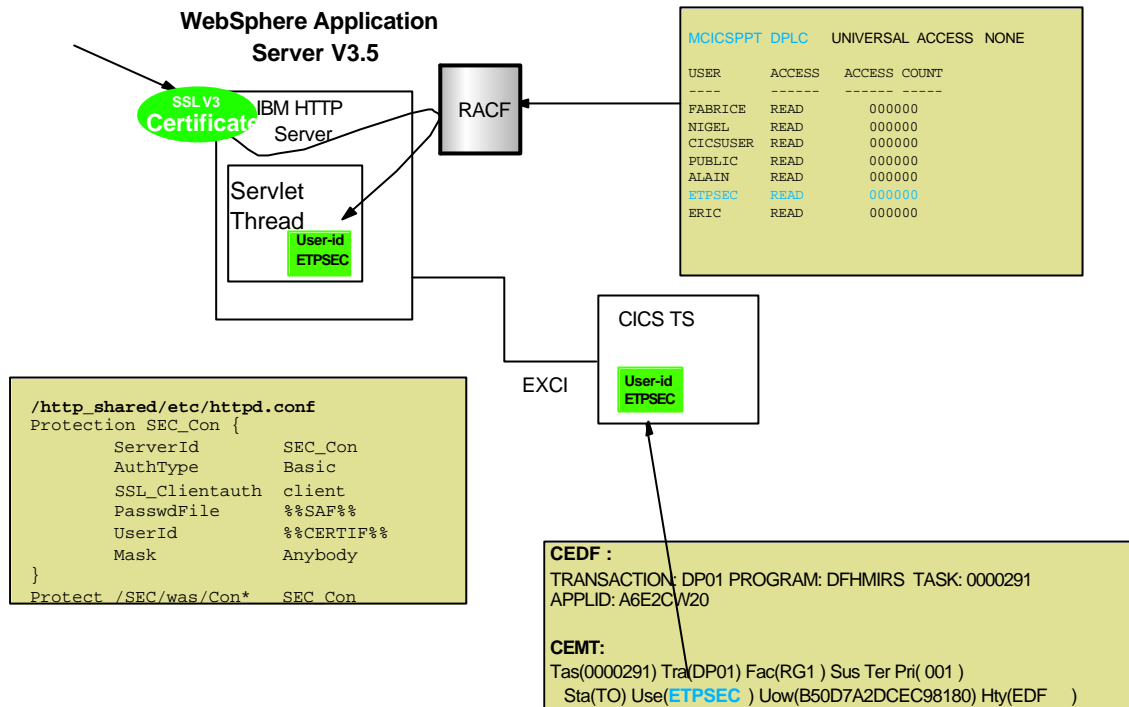 WebSphere Application
Server V3.5
SSL V3
Certificate
IBM HTTP
Server
Servlet
Thread
User-id
ETPSEC
RACF
MCICSPPT DPLC UNIVERSAL ACCESS NONE
USER ACCESS ACCESS COUNT
---- ------ ------ -----
FABRICE READ 000000
NIGEL READ 000000
CICSUSER READ 000000
PUBLIC READ 000000
ALAIN READ 000000
ETPSEC READ 000000
ERIC READ 000000
EXCI
CICS TS
User-id
ETPSEC
/http_shared/etc/httpd.conf
Protection SEC_Con {
ServerId SEC_Con
AuthType Basic
SSL_Clientauth client
PasswdFile %%SAF%%
UserId %%CERTIF%%
Mask Anybody
}
Protect /SEC/was/Con* SEC_Con
CEDF :
TRANSACTION: DP01 PROGRAM: DFHMIRS TASK: 0000291
APPLID: A6E2CW20
CEMT:
Tas(0000291) Tra(DP01) Fac(RG1 ) Sus Ter Pri( 001 )
Sta(TO) Use(ETPSEC ) Uow(B50D7A2DCEC98180) Hty(EDF )